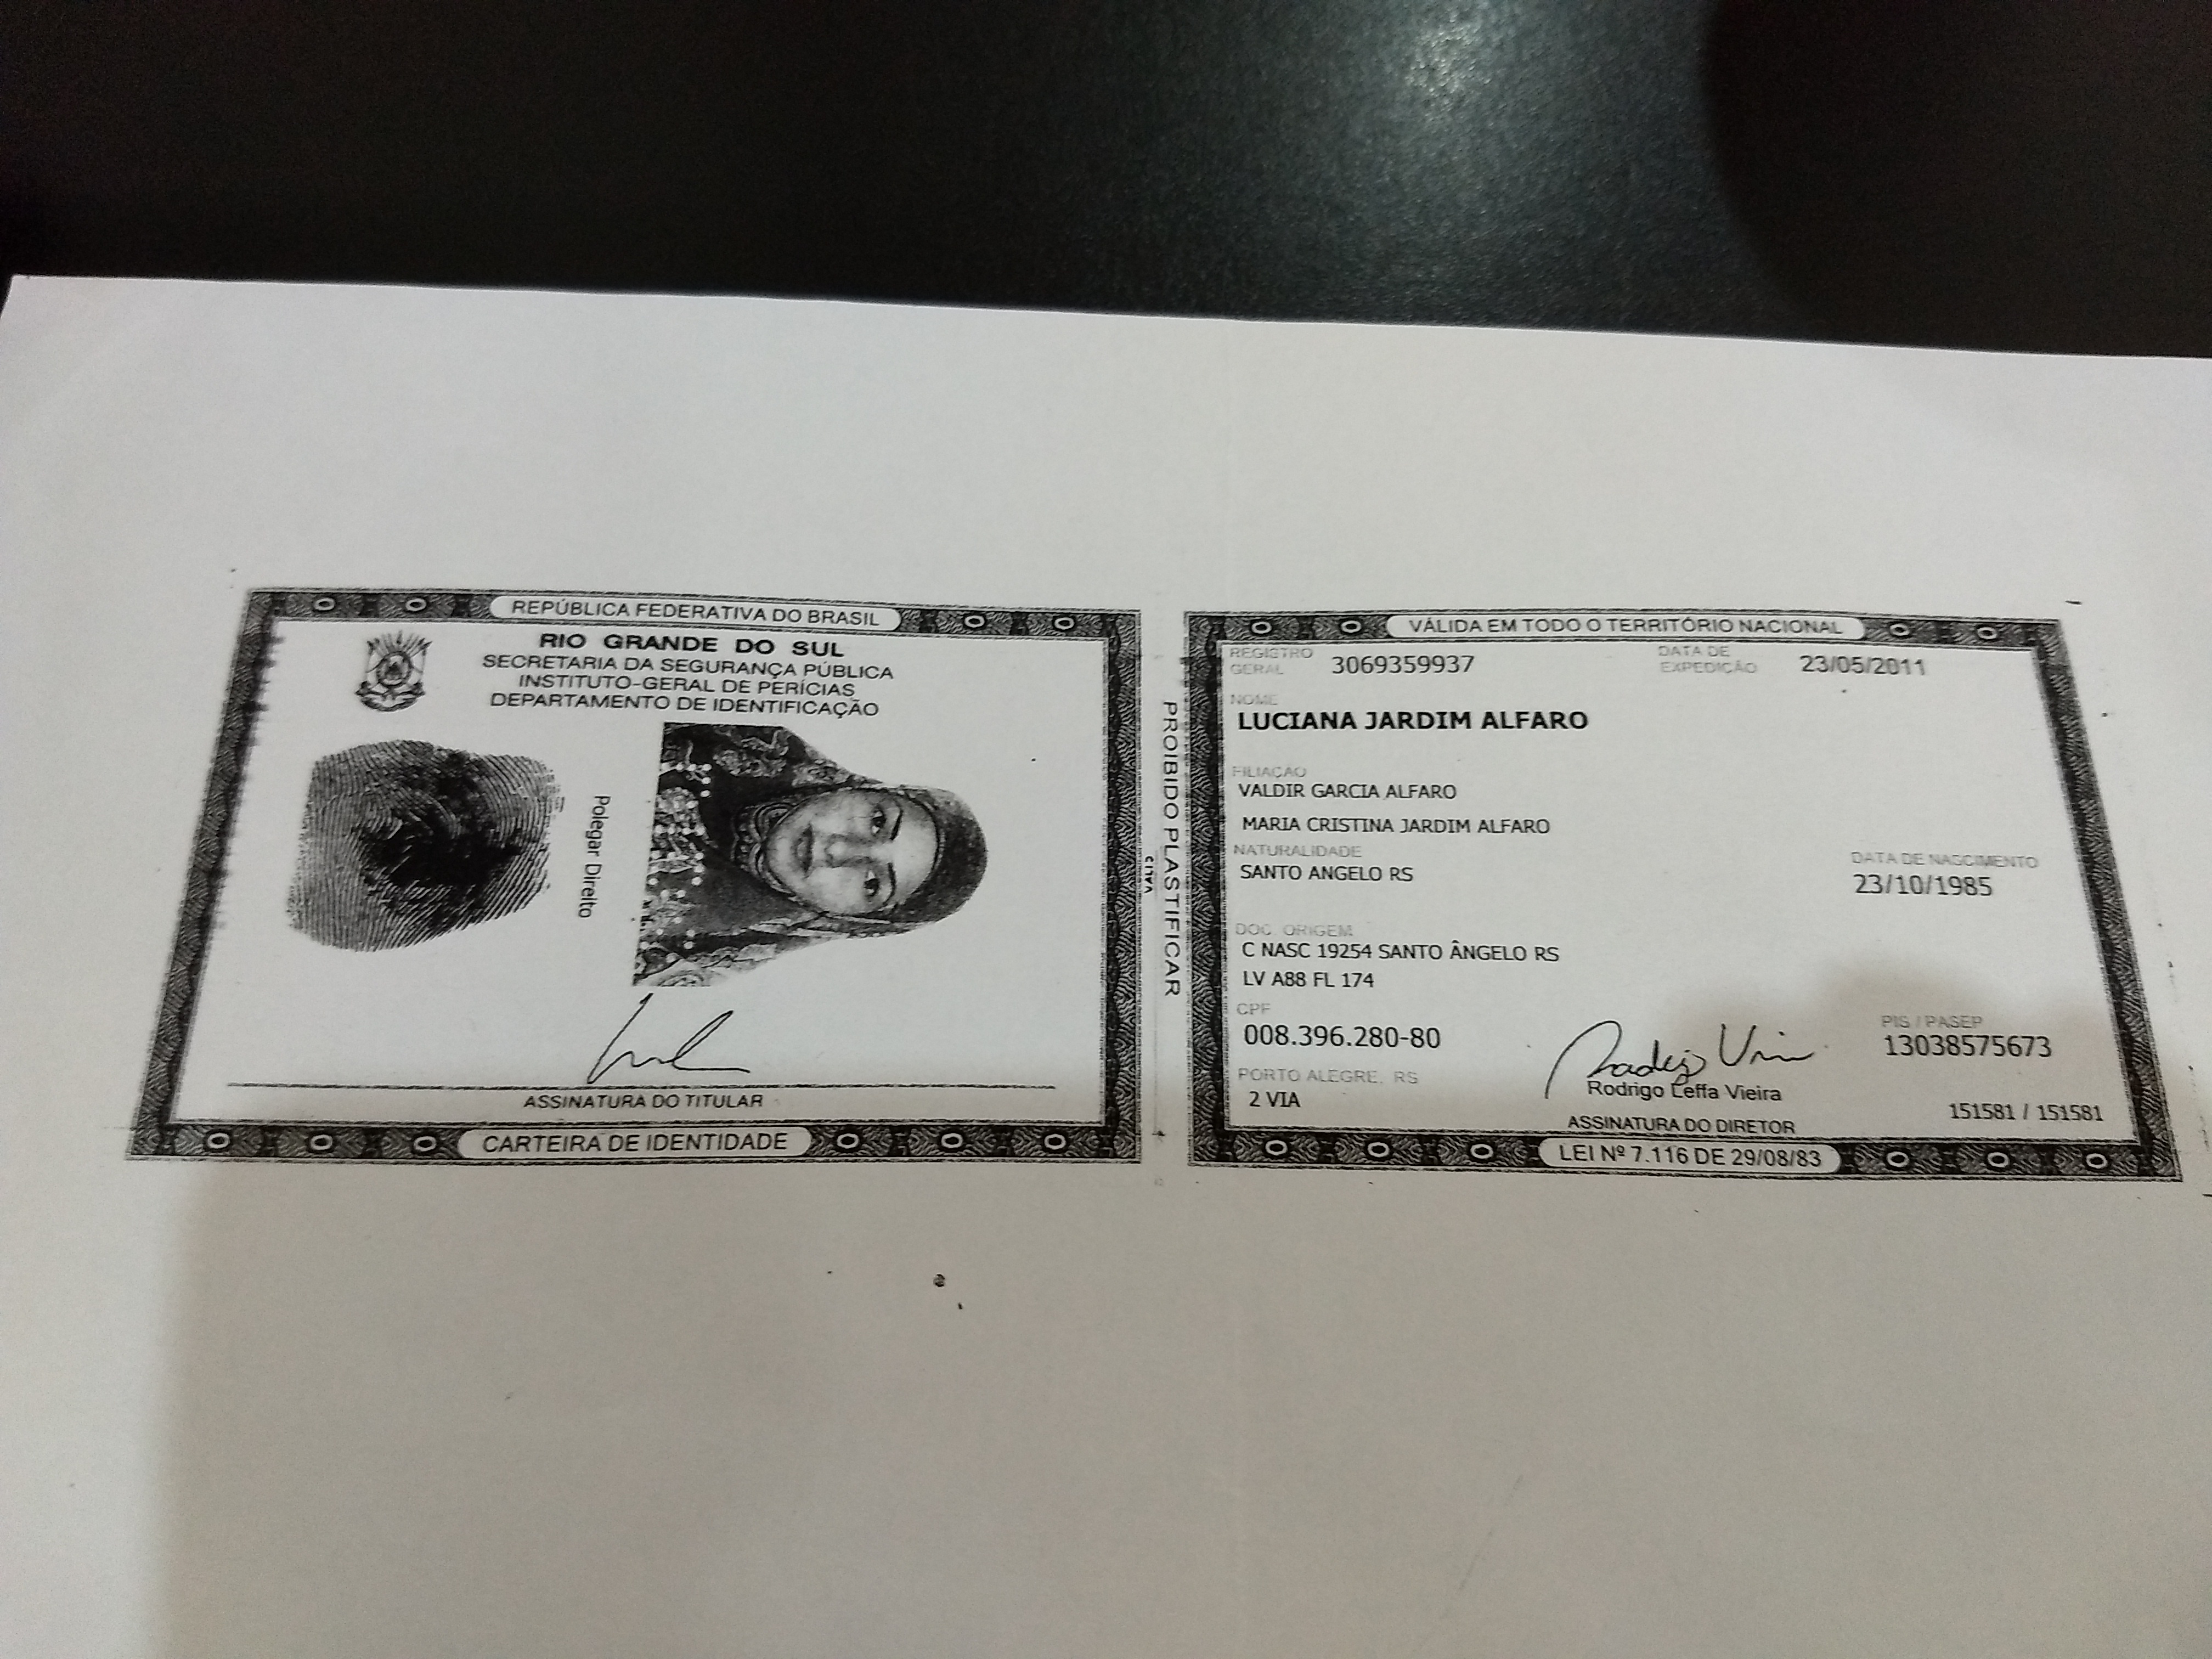 REPÚBLICA FEDERATIVA DO BRASIL
RIO GRANDE DO SUL
SECRETARIA DA SEGURANÇA PÚBLICA
INSTITUTO-GERAL DE PERÍCIAS
DEPARTAMENTO DE IDENTIFICAÇÃO
Polegar Direito
ASSINATURA DO TITULAR
CARTEIRA DE IDENTIDADE
PROIBIDO PLASTIFICAR
VÁLIDA EM TODO O TERRITÓRIO NACIONAL
REGISTRO GERAL 3069359937 DATA DE EXPEDIÇÃO 23/05/2011
NOME
LUCIANA JARDIM ALFARO
FILIAÇÃO
VALDIR GARCIA ALFARO
MARIA CRISTINA JARDIM ALFARO
NATURALIDADE
SANTO ANGELO RS
DATA DE NASCIMENTO
23/10/1985
DOC. ORIGEM
C NASC 19254 SANTO ÂNGELO RS
LV A88 FL 174
CPF
008.396.280-80
PIS / PASEP
13038575673
PORTO ALEGRE, RS
2 VIA
Rodrigo Leffa Vieira
ASSINATURA DO DIRETOR
151581 / 151581
LEI Nº 7.116 DE 29/08/83